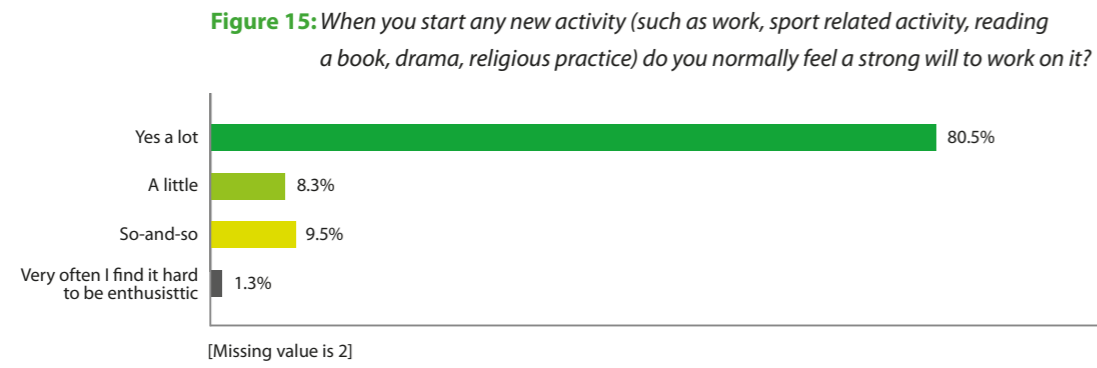 Figure 15: When you start any new activity (such as work, sport related activity, reading
a book, drama, religious practice) do you normally feel a strong will to work on it?
Yes a lot
80.5%
A little
8.3%
So-and-so
9.5%
Very often I find it hard
to be enthusisttic
1.3%
[Missing value is 2]